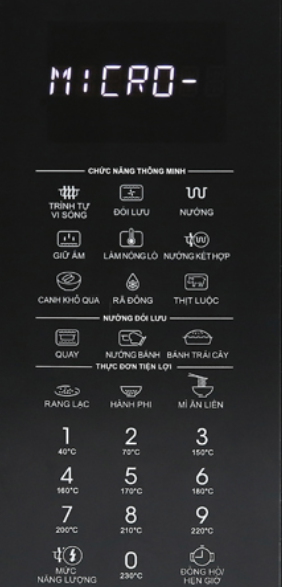 MICRO-
CHỨC NĂNG THÔNG MINH
TRÌNH TỰ
VI SÓNG
ĐỐI LƯU
NƯỚNG
GIỮ ẤM
LÀM NÓNG LÒ
NƯỚNG KẾT HỢP
CANH KHỔ QUA
RÃ ĐÔNG
THỊT LUỘC
NƯỚNG ĐỐI LƯU
QUAY
NƯỚNG BÁNH
BÁNH TRÁI CÂY
THỰC ĐƠN TIỆN LỢI
RANG LẠC
HÀNH PHI
MÌ ĂN LIỀN
1 2 3
40°C 70°C 150°C
4 5 6
160°C 170°C 180°C
7 8 9
200°C 210°C 220°C
MỨC
NĂNG LƯỢNG
0
230°C
ĐỒNG HỒ/
HẸN GIỜ